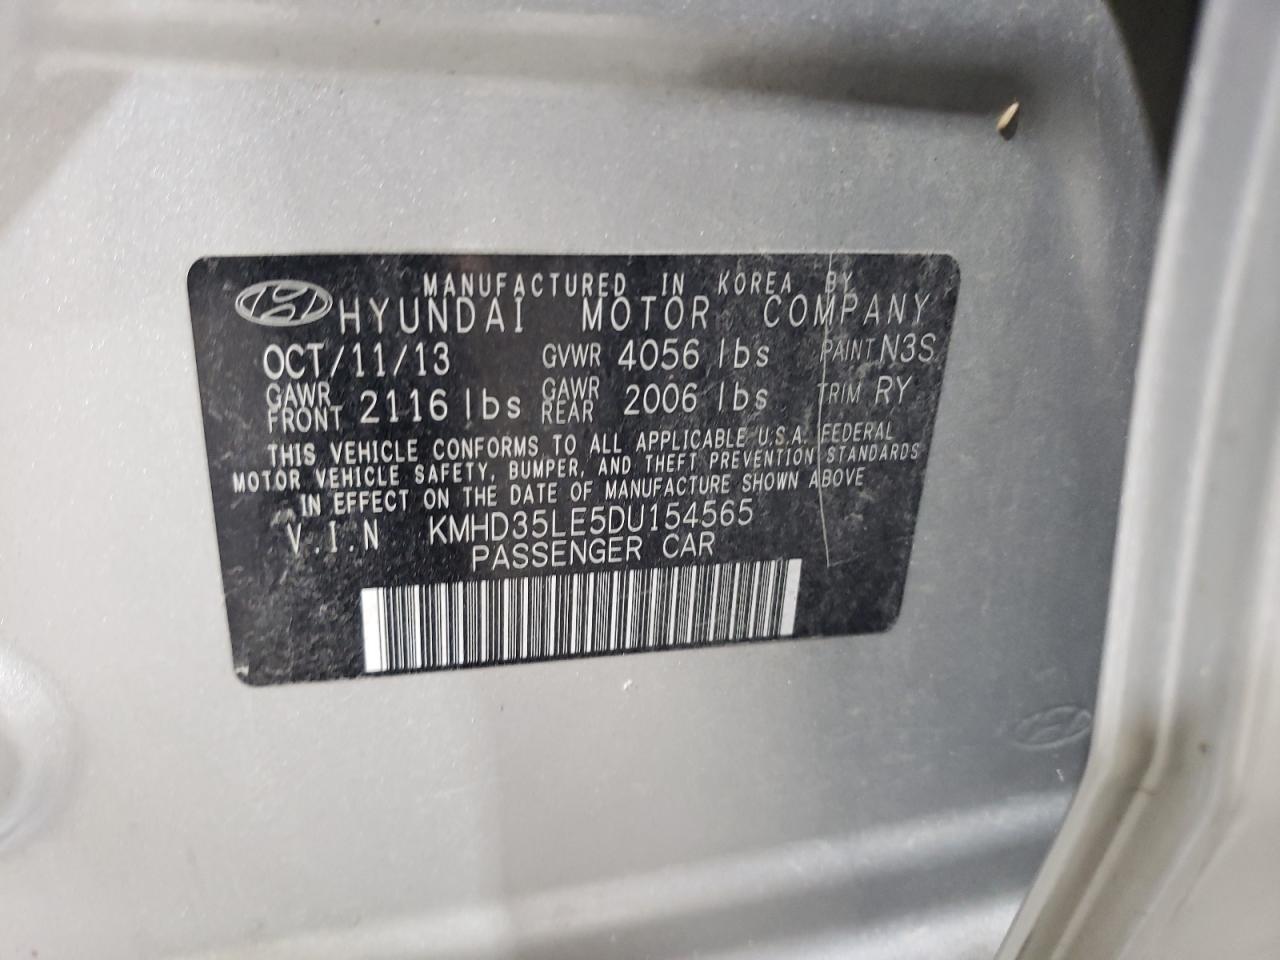 MANUFACTURED IN KOREA BY
HYUNDAI MOTOR COMPANY
OCT/11/13 GVWR 4056 lbs PAINT N3S
GAWR FRONT 2116 lbs GAWR REAR 2006 lbs TRIM RY
THIS VEHICLE CONFORMS TO ALL APPLICABLE U.S.A. FEDERAL
MOTOR VEHICLE SAFETY, BUMPER, AND THEFT PREVENTION STANDARDS
IN EFFECT ON THE DATE OF MANUFACTURE SHOWN ABOVE
V.I.N KMHD35LE5DU154565
PASSENGER CAR